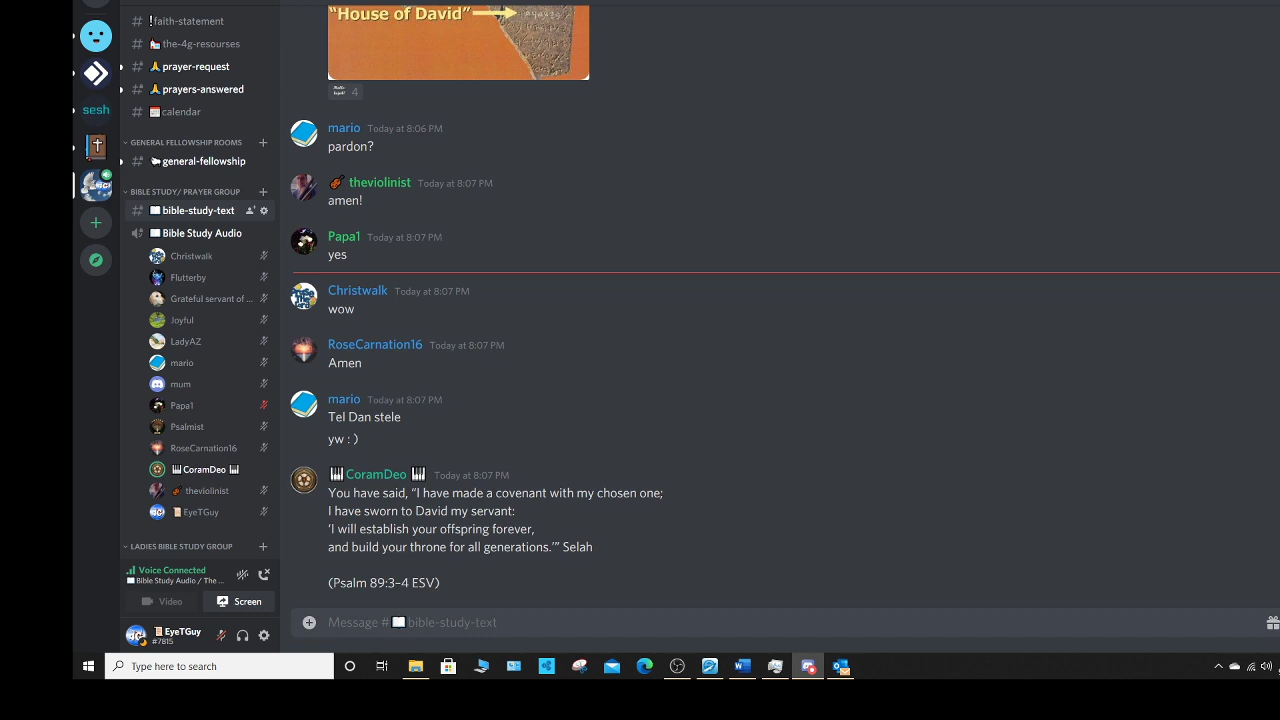 !faith-statement
the-4g-resourses
prayer-request
prayers-answered
calendar
GENERAL FELLOWSHIP ROOMS
general-fellowship
BIBLE STUDY/ PRAYER GROUP
bible-study-text
Bible Study Audio
Christwalk
Flutterby
Grateful servant of ...
Joyful
LadyAZ
mario
mum
Papa1
Psalmist
RoseCarnation16
CoramDeo
theviolinist
EyeTGuy
LADIES BIBLE STUDY GROUP
Voice Connected
Bible Study Audio / The ...
Video
Screen
EyeTGuy
#7815
sesh
"House of David"
4
mario Today at 8:06 PM
pardon?
theviolinist Today at 8:07 PM
amen!
Papa1 Today at 8:07 PM
yes
Christwalk Today at 8:07 PM
wow
RoseCarnation16 Today at 8:07 PM
Amen
mario Today at 8:07 PM
Tel Dan stele
yw : )
CoramDeo Today at 8:07 PM
You have said, “I have made a covenant with my chosen one;
I have sworn to David my servant:
‘I will establish your offspring forever,
and build your throne for all generations.’” Selah
(Psalm 89:3–4 ESV)
Message # bible-study-text
Type here to search